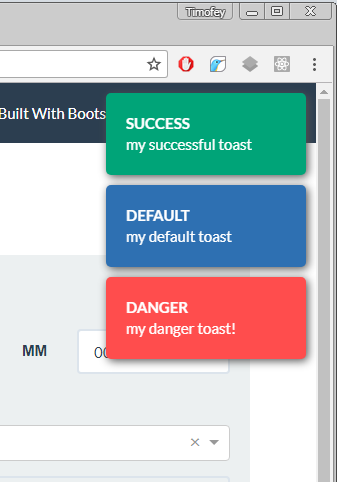 Timofey
Built With Boots
SUCCESS
my successful toast
DEFAULT
my default toast
DANGER
my danger toast!
MM
00